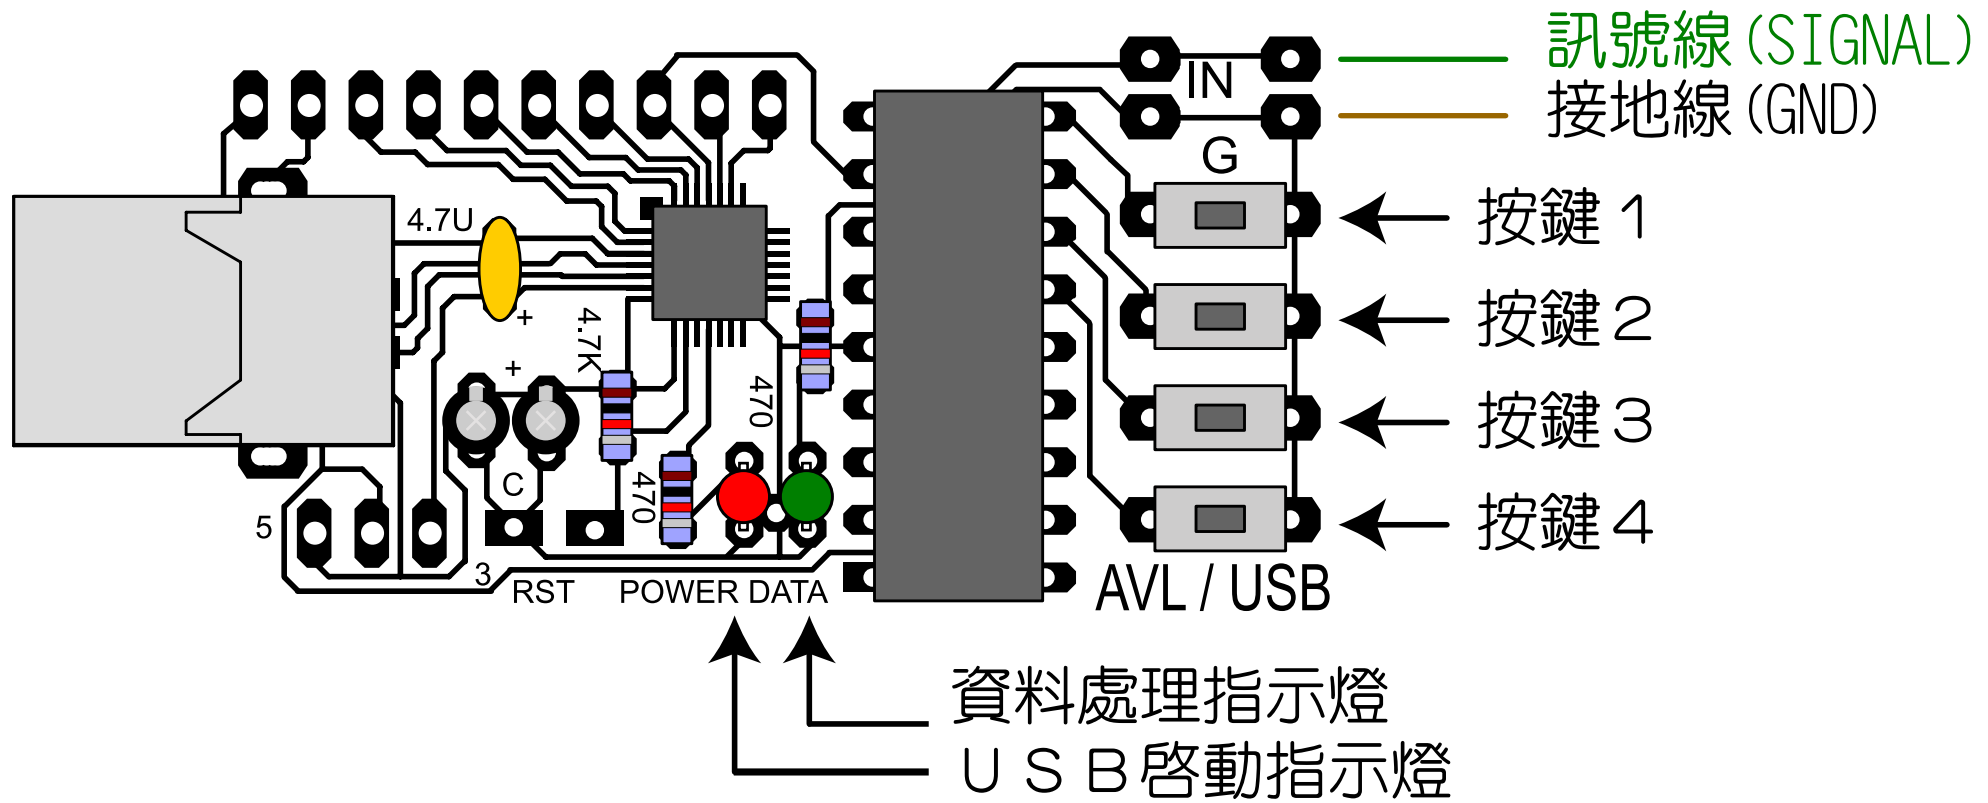 訊號線(SIGNAL)
接地線(GND)
IN
G
4.7U
+
+
4.7K
470
470
C
5
3
RST
POWER DATA
按鍵1
按鍵2
按鍵3
按鍵4
AVL / USB
資料處理指示燈
USB啓動指示燈